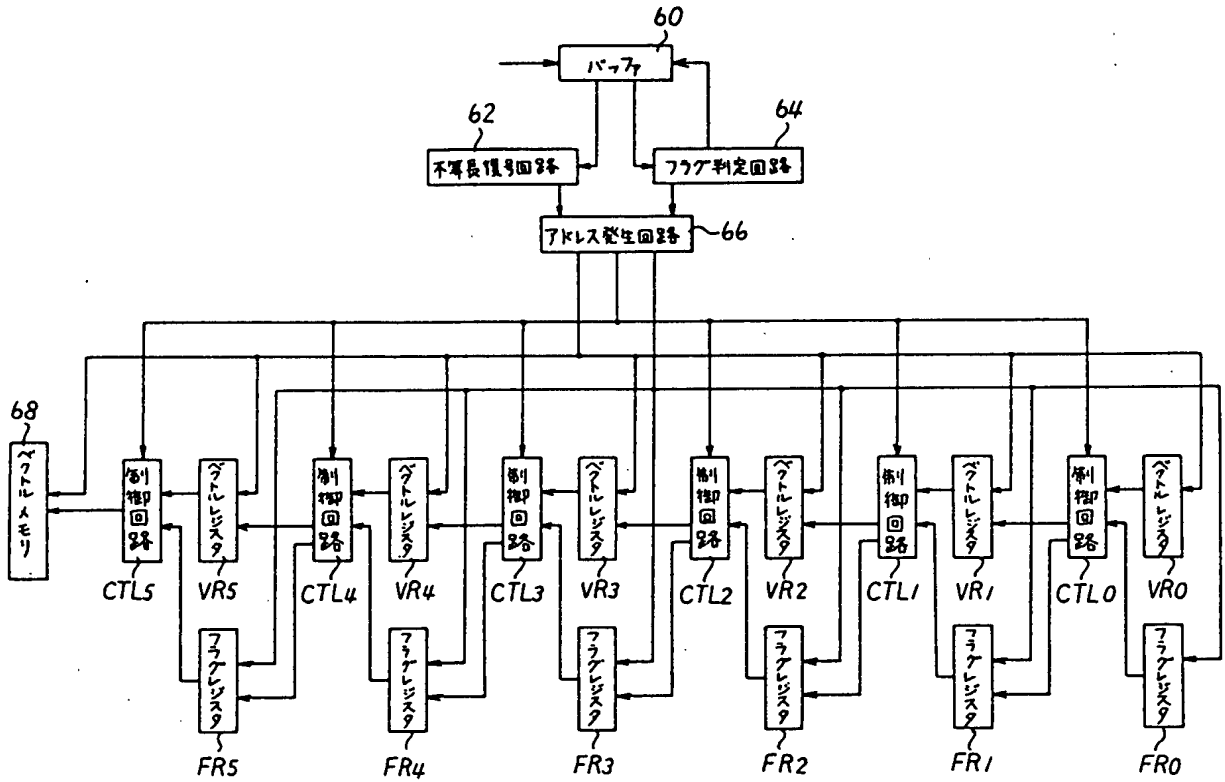 60
バッファ
62
64
不等長復号回路
フラグ判定回路
アドレス発生回路
66
68
ベクトルメモリ
制御回路
ベクトルレジスタ
制御回路
ベクトルレジスタ
制御回路
ベクトルレジスタ
制御回路
ベクトルレジスタ
制御回路
ベクトルレジスタ
制御回路
ベクトルレジスタ
CTL5
VR5
CTL4
VR4
CTL3
VR3
CTL2
VR2
CTL1
VR1
CTL0
VR0
フラグレジスタ
フラグレジスタ
フラグレジスタ
フラグレジスタ
フラグレジスタ
フラグレジスタ
FR5
FR4
FR3
FR2
FR1
FR0